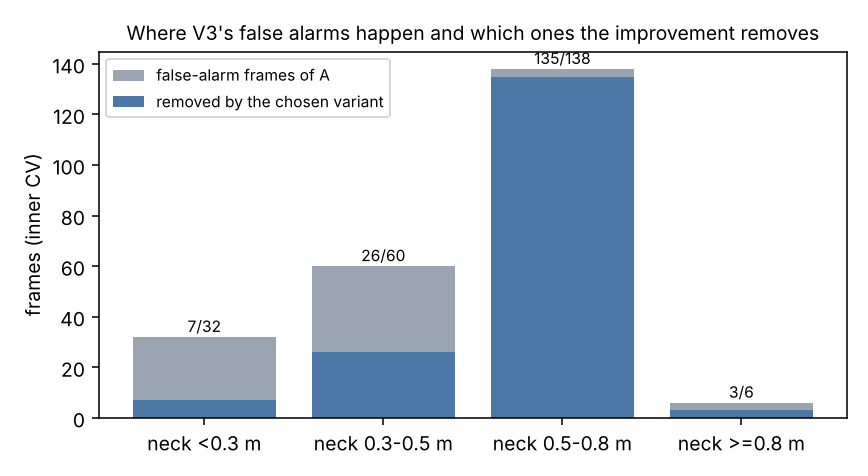 Where V3's false alarms happen and which ones the improvement removes
false-alarm frames of A
removed by the chosen variant
frames (inner CV)
140
120
100
80
60
40
20
0
7/32
26/60
135/138
3/6
neck <0.3 m
neck 0.3-0.5 m
neck 0.5-0.8 m
neck >=0.8 m